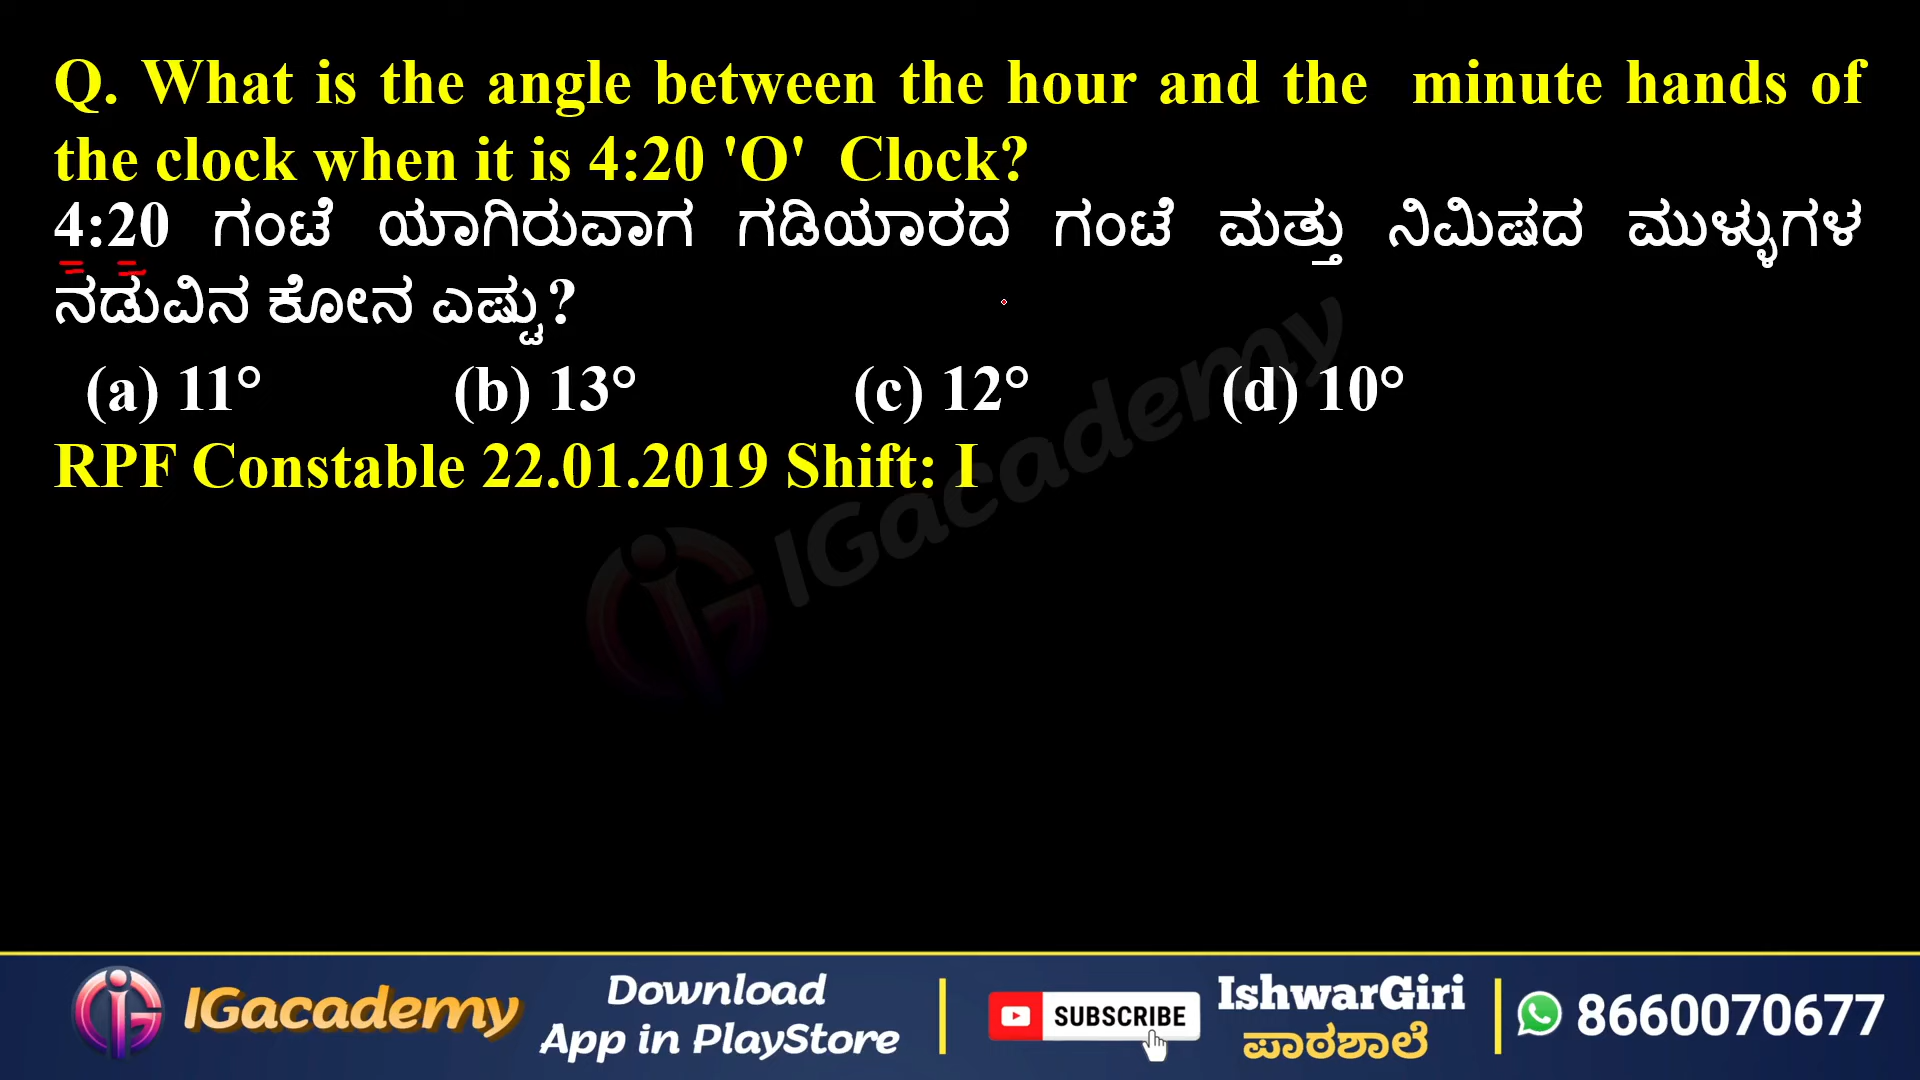 Q. What is the angle between the hour and the minute hands of
the clock when it is 4:20 'O' Clock?
4:20 ಗಂಟೆ ಯಾಗಿರುವಾಗ ಗಡಿಯಾರದ ಗಂಟೆ ಮತ್ತು ನಿಮಿಷದ ಮುಳ್ಳುಗಳ
ನಡುವಿನ ಕೋನ ಎಷ್ಟು?
(a) 11° (b) 13° (c) 12° (d) 10°
RPF Constable 22.01.2019 Shift: I
IGacademy
IGacademy
Download
App in PlayStore
SUBSCRIBE
IshwarGiri
ಪಾಠಶಾಲೆ
8660070677